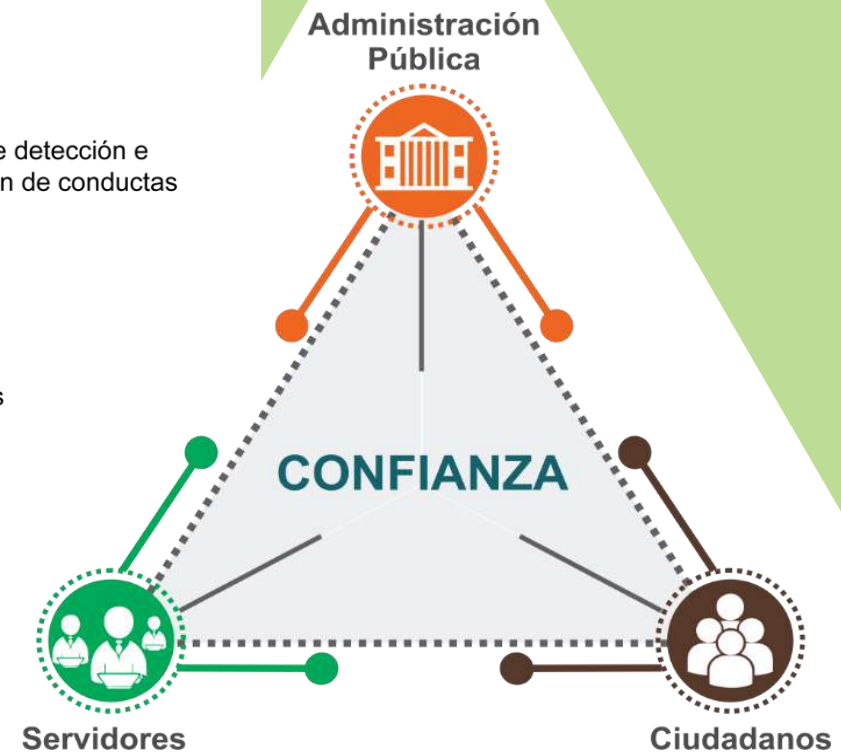 Administración
Pública
e detección e
n de conductas
s
CONFIANZA
Servidores
Ciudadanos